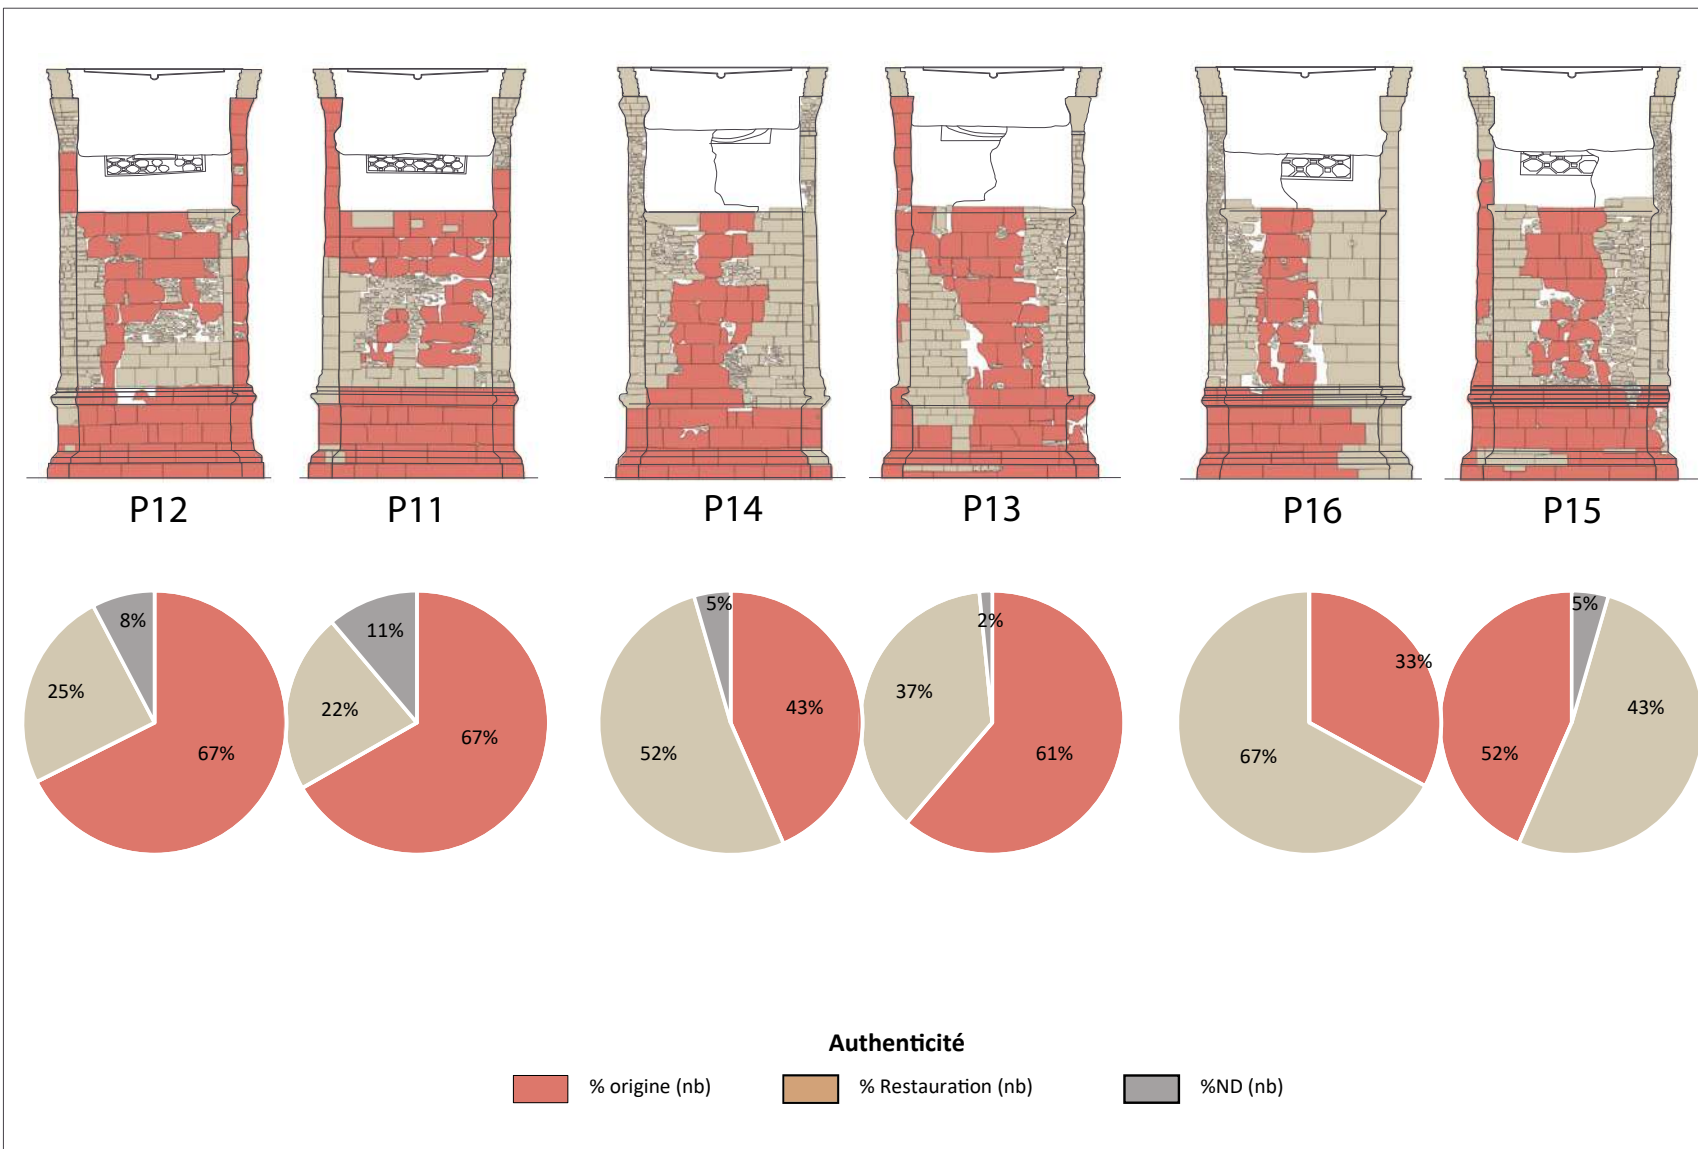 P12 P11 P14 P13 P16 P15
8% 25% 67%
11% 22% 67%
5% 43% 52%
2% 37% 61%
33% 67%
5% 43% 52%
Authenticité
% origine (nb) % Restauration (nb) %ND (nb)